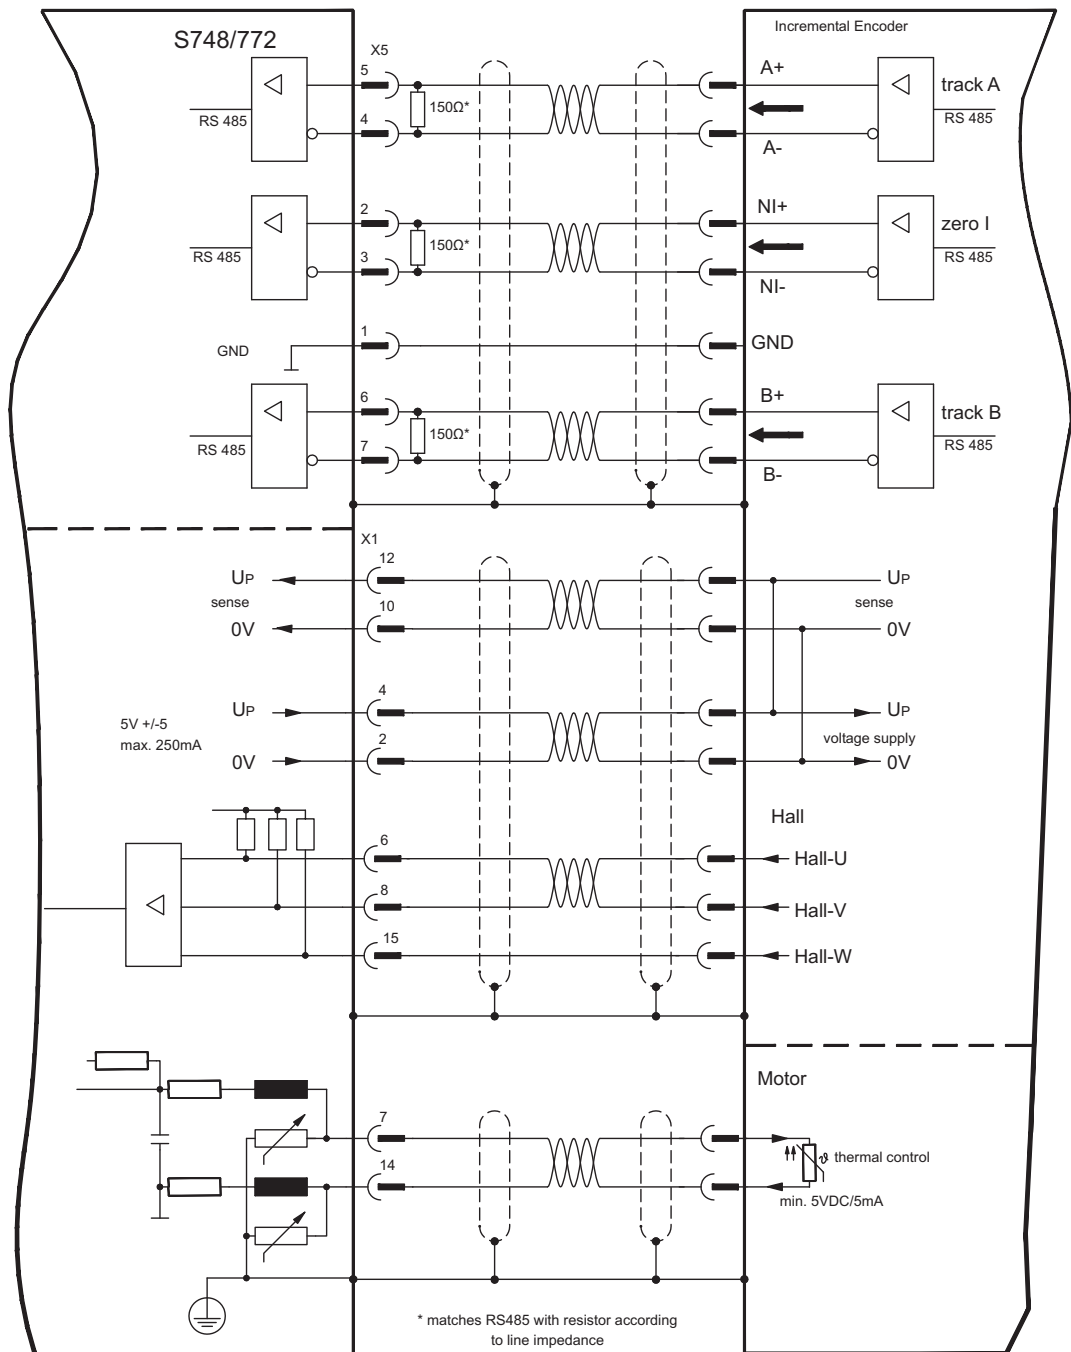 S748/772
Incremental Encoder
X5
5
A+
track A
RS 485
150Ω*
RS 485
4
A-
2
NI+
zero I
RS 485
150Ω*
RS 485
3
NI-
1
GND
GND
6
B+
track B
RS 485
150Ω*
RS 485
7
B-
X1
12
UP
UP
sense
10
sense
0V
0V
4
UP
UP
5V +/-5
max. 250mA
2
voltage supply
0V
0V
Hall
6
Hall-U
8
Hall-V
15
Hall-W
Motor
7
14
ϑ thermal control
min. 5VDC/5mA
* matches RS485 with resistor according
to line impedance